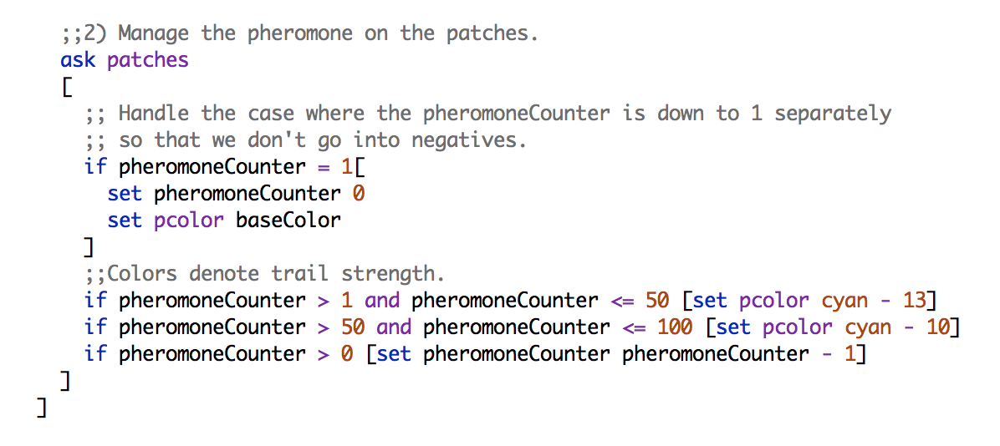 ;;2) Manage the pheromone on the patches.
ask patches
[
;; Handle the case where the pheromoneCounter is down to 1 separately
;; so that we don't go into negatives.
if pheromoneCounter = 1[
set pheromoneCounter 0
set pcolor baseColor
]
;;Colors denote trail strength.
if pheromoneCounter > 1 and pheromoneCounter <= 50 [set pcolor cyan - 13]
if pheromoneCounter > 50 and pheromoneCounter <= 100 [set pcolor cyan - 10]
if pheromoneCounter > 0 [set pheromoneCounter pheromoneCounter - 1]
]
]